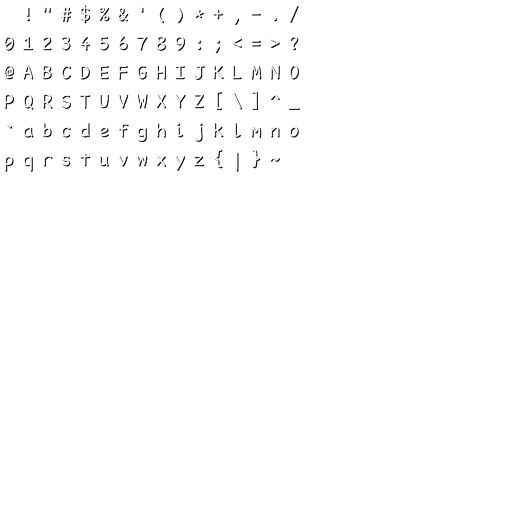 ! " # $ % & ' ( ) * + , - . /
0 1 2 3 4 5 6 7 8 9 : ; < = > ?
@ A B C D E F G H I J K L M N O
P Q R S T U V W X Y Z [ \ ] ^ _
` a b c d e f g h i j k l m n o
p q r s t u v w x y z { | } ~